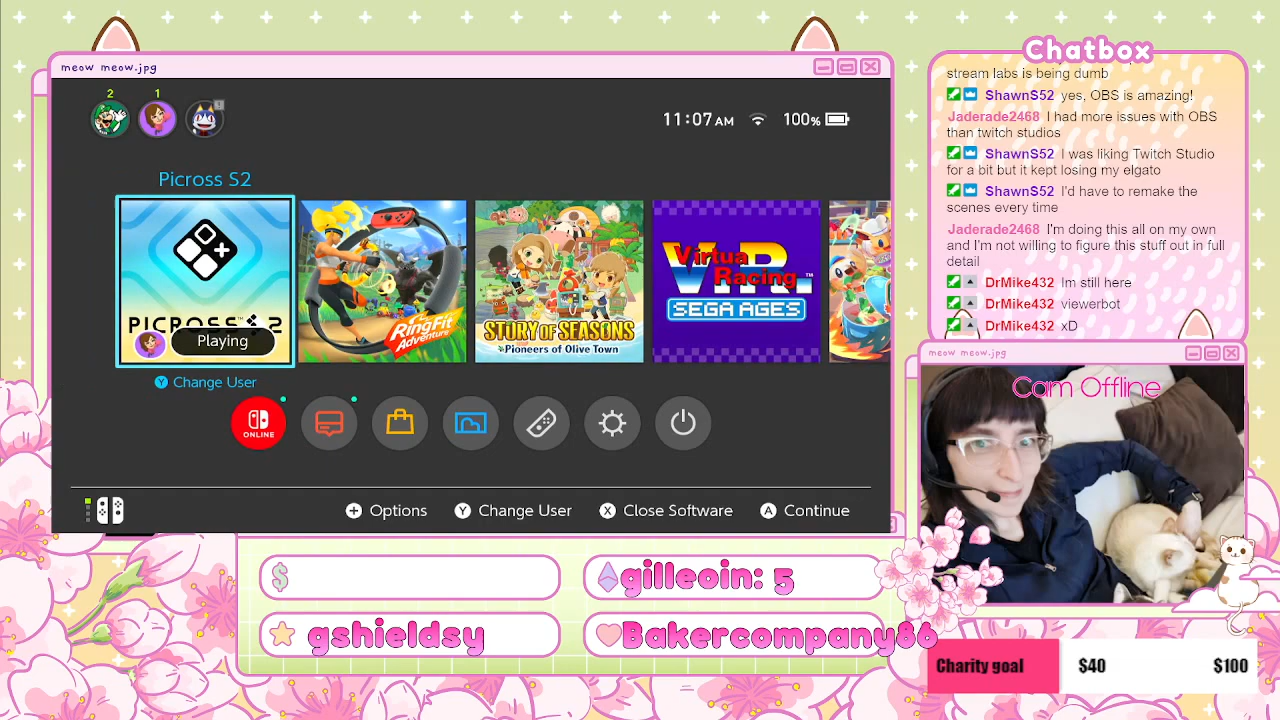 meow meow.jpg
2
1
11:07 AM
100%
Picross S2
PICROSS S2
Playing
RingFit
Adventure
STORY OF SEASONS
Pioneers of Olive Town
V.R.
Virtua
Racing
SEGA AGES
Y Change User
ONLINE
+ Options
Y Change User
X Close Software
A Continue
$
gilleoin: 5
gshieldsy
Bakercompany86
Chatbox
stream labs is being dumb
ShawnS52 yes, OBS is amazing!
Jaderade2468 I had more issues with OBS
than twitch studios
ShawnS52 I was liking Twitch Studio
for a bit but it kept losing my elgato
ShawnS52 I'd have to remake the
scenes every time
Jaderade2468 I'm doing this all on my own
and I'm not willing to figure this stuff out in full
detail
DrMike432 Im still here
DrMike432 viewerbot
DrMike432 xD
meow meow.jpg
Cam Offline
Charity goal
$40
$100